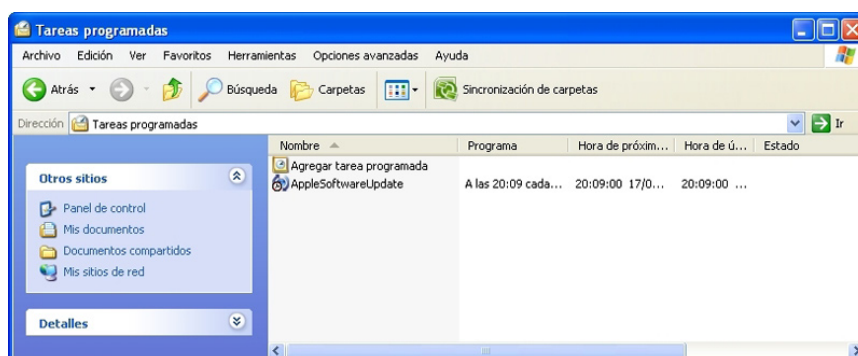 Tareas programadas
Archivo Edición Ver Favoritos Herramientas Opciones avanzadas Ayuda
Atrás Búsqueda Carpetas Sincronización de carpetas
Dirección Tareas programadas Ir
Nombre Programa Hora de próxim... Hora de ú... Estado
Agregar tarea programada
AppleSoftwareUpdate A las 20:09 cada... 20:09:00 17/0... 20:09:00 ...
Otros sitios
Panel de control
Mis documentos
Documentos compartidos
Mis sitios de red
Detalles